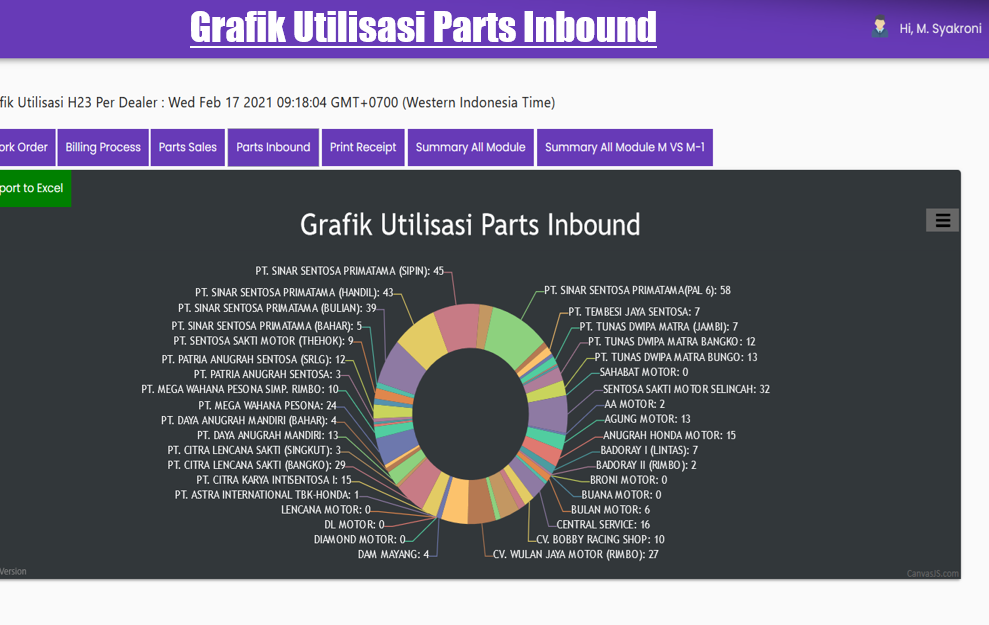 Grafik Utilisasi Parts Inbound
Hi, M. Syakroni
fik Utilisasi H23 Per Dealer : Wed Feb 17 2021 09:18:04 GMT+0700 (Western Indonesia Time)
ork Order
Billing Process
Parts Sales
Parts Inbound
Print Receipt
Summary All Module
Summary All Module M VS M-1
port to Excel
Grafik Utilisasi Parts Inbound
PT. SINAR SENTOSA PRIMATAMA (SIPIN): 45
PT. SINAR SENTOSA PRIMATAMA (HANDIL): 43
PT. SINAR SENTOSA PRIMATAMA (BULIAN): 39
PT. SINAR SENTOSA PRIMATAMA (BAHAR): 5
PT. SENTOSA SAKTI MOTOR (THEHOK): 9
PT. PATRIA ANUGRAH SENTOSA (SRLG): 12
PT. PATRIA ANUGRAH SENTOSA: 3
PT. MEGA WAHANA PESONA SIMP. RIMBO: 10
PT. MEGA WAHANA PESONA: 24
PT. DAYA ANUGRAH MANDIRI (BAHAR): 4
PT. DAYA ANUGRAH MANDIRI: 13
PT. CITRA LENCANA SAKTI (SINGKUT): 3
PT. CITRA LENCANA SAKTI (BANGKO): 29
PT. CITRA KARYA INTISENTOSA I: 15
PT. ASTRA INTERNATIONAL TBK-HONDA: 1
LENCANA MOTOR: 0
DL MOTOR: 0
DIAMOND MOTOR: 0
DAM MAYANG: 4
PT. SINAR SENTOSA PRIMATAMA(PAL 6): 58
PT. TEMBESI JAYA SENTOSA: 7
PT. TUNAS DWIPA MATRA (JAMBI): 7
PT. TUNAS DWIPA MATRA BANGKO: 12
PT. TUNAS DWIPA MATRA BUNGO: 13
SAHABAT MOTOR: 0
SENTOSA SAKTI MOTOR SELINCAH: 32
AA MOTOR: 2
AGUNG MOTOR: 13
ANUGRAH HONDA MOTOR: 15
BADORAY I (LINTAS): 7
BADORAY II (RIMBO): 2
BRONI MOTOR: 0
BUANA MOTOR: 0
BULAN MOTOR: 6
CENTRAL SERVICE: 16
CV. BOBBY RACING SHOP: 10
CV. WULAN JAYA MOTOR (RIMBO): 27
Version
CanvasJS.com